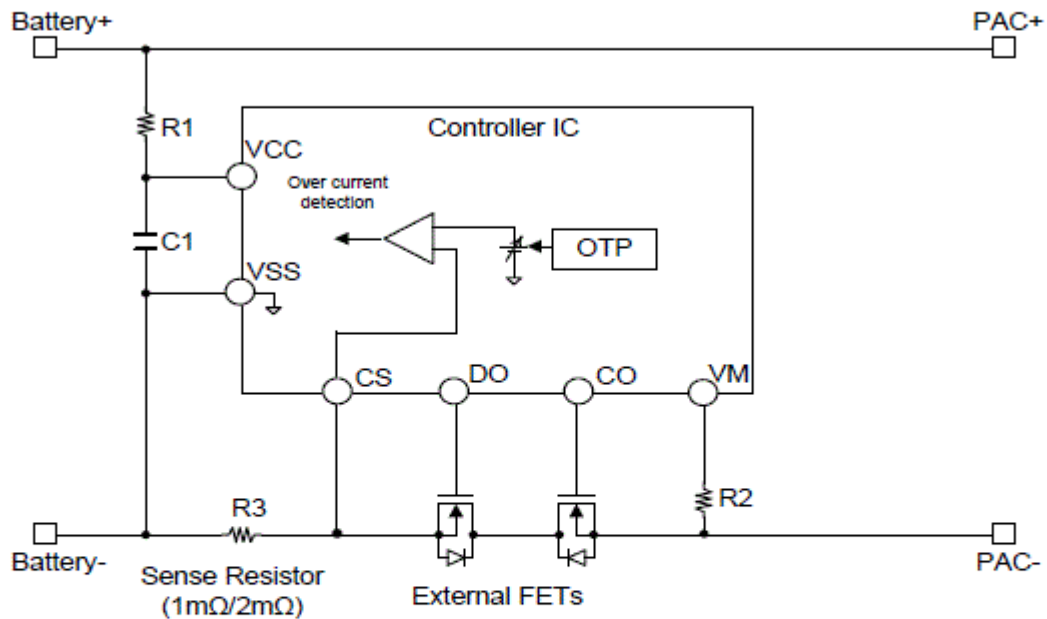 Battery+
PAC+
R1
Controller IC
VCC
Over current
detection
C1
OTP
VSS
CS
DO
CO
VM
R3
R2
Battery-
PAC-
Sense Resistor
(1mΩ/2mΩ)
External FETs